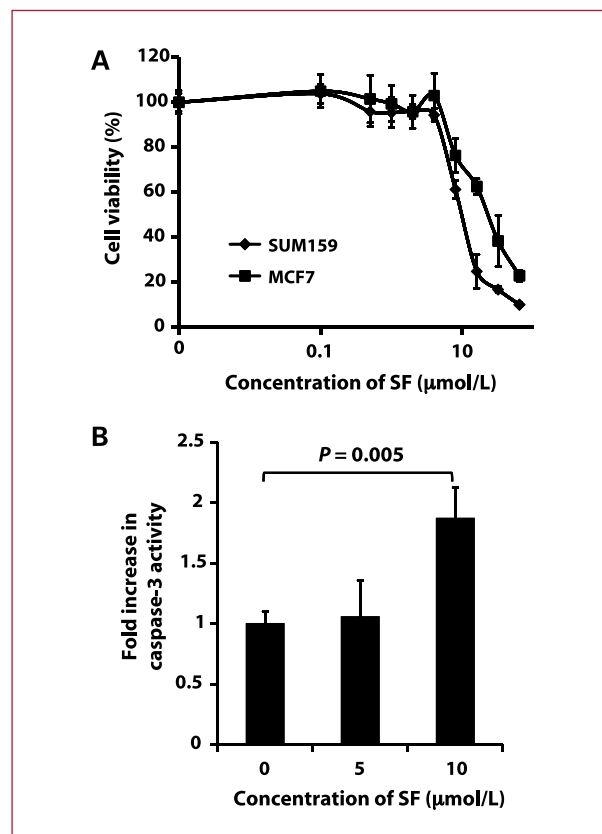 A
120
100
80
60
40
20
0
Cell viability (%)
SUM159
MCF7
0
0.1
10
Concentration of SF (µmol/L)
B
2.5
2
1.5
1
0.5
0
Fold increase in
caspase-3 activity
P = 0.005
0
5
10
Concentration of SF (µmol/L)